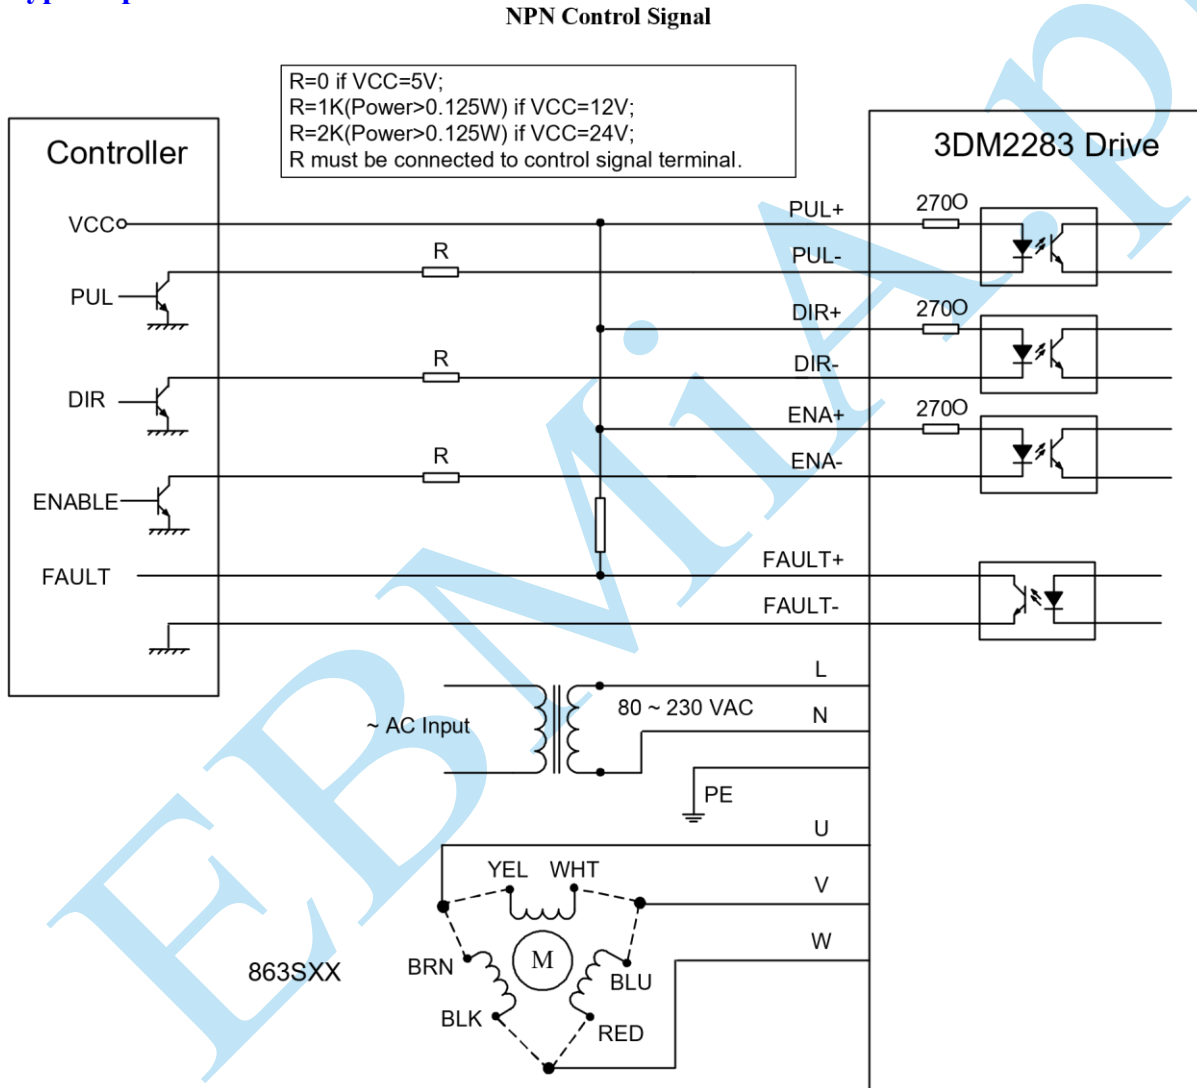 NPN Control Signal
R=0 if VCC=5V;
R=1K(Power>0.125W) if VCC=12V;
R=2K(Power>0.125W) if VCC=24V;
R must be connected to control signal terminal.
Controller
3DM2283 Drive
VCC
PUL+
270O
R
PUL-
PUL
DIR+
270O
R
DIR-
DIR
ENA+
270O
R
ENA-
ENABLE
FAULT
FAULT+
FAULT-
L
~ AC Input
80 ~ 230 VAC
N
PE
U
YEL WHT
V
W
863SXX
BRN
M
BLU
BLK
RED
EBMiA.p